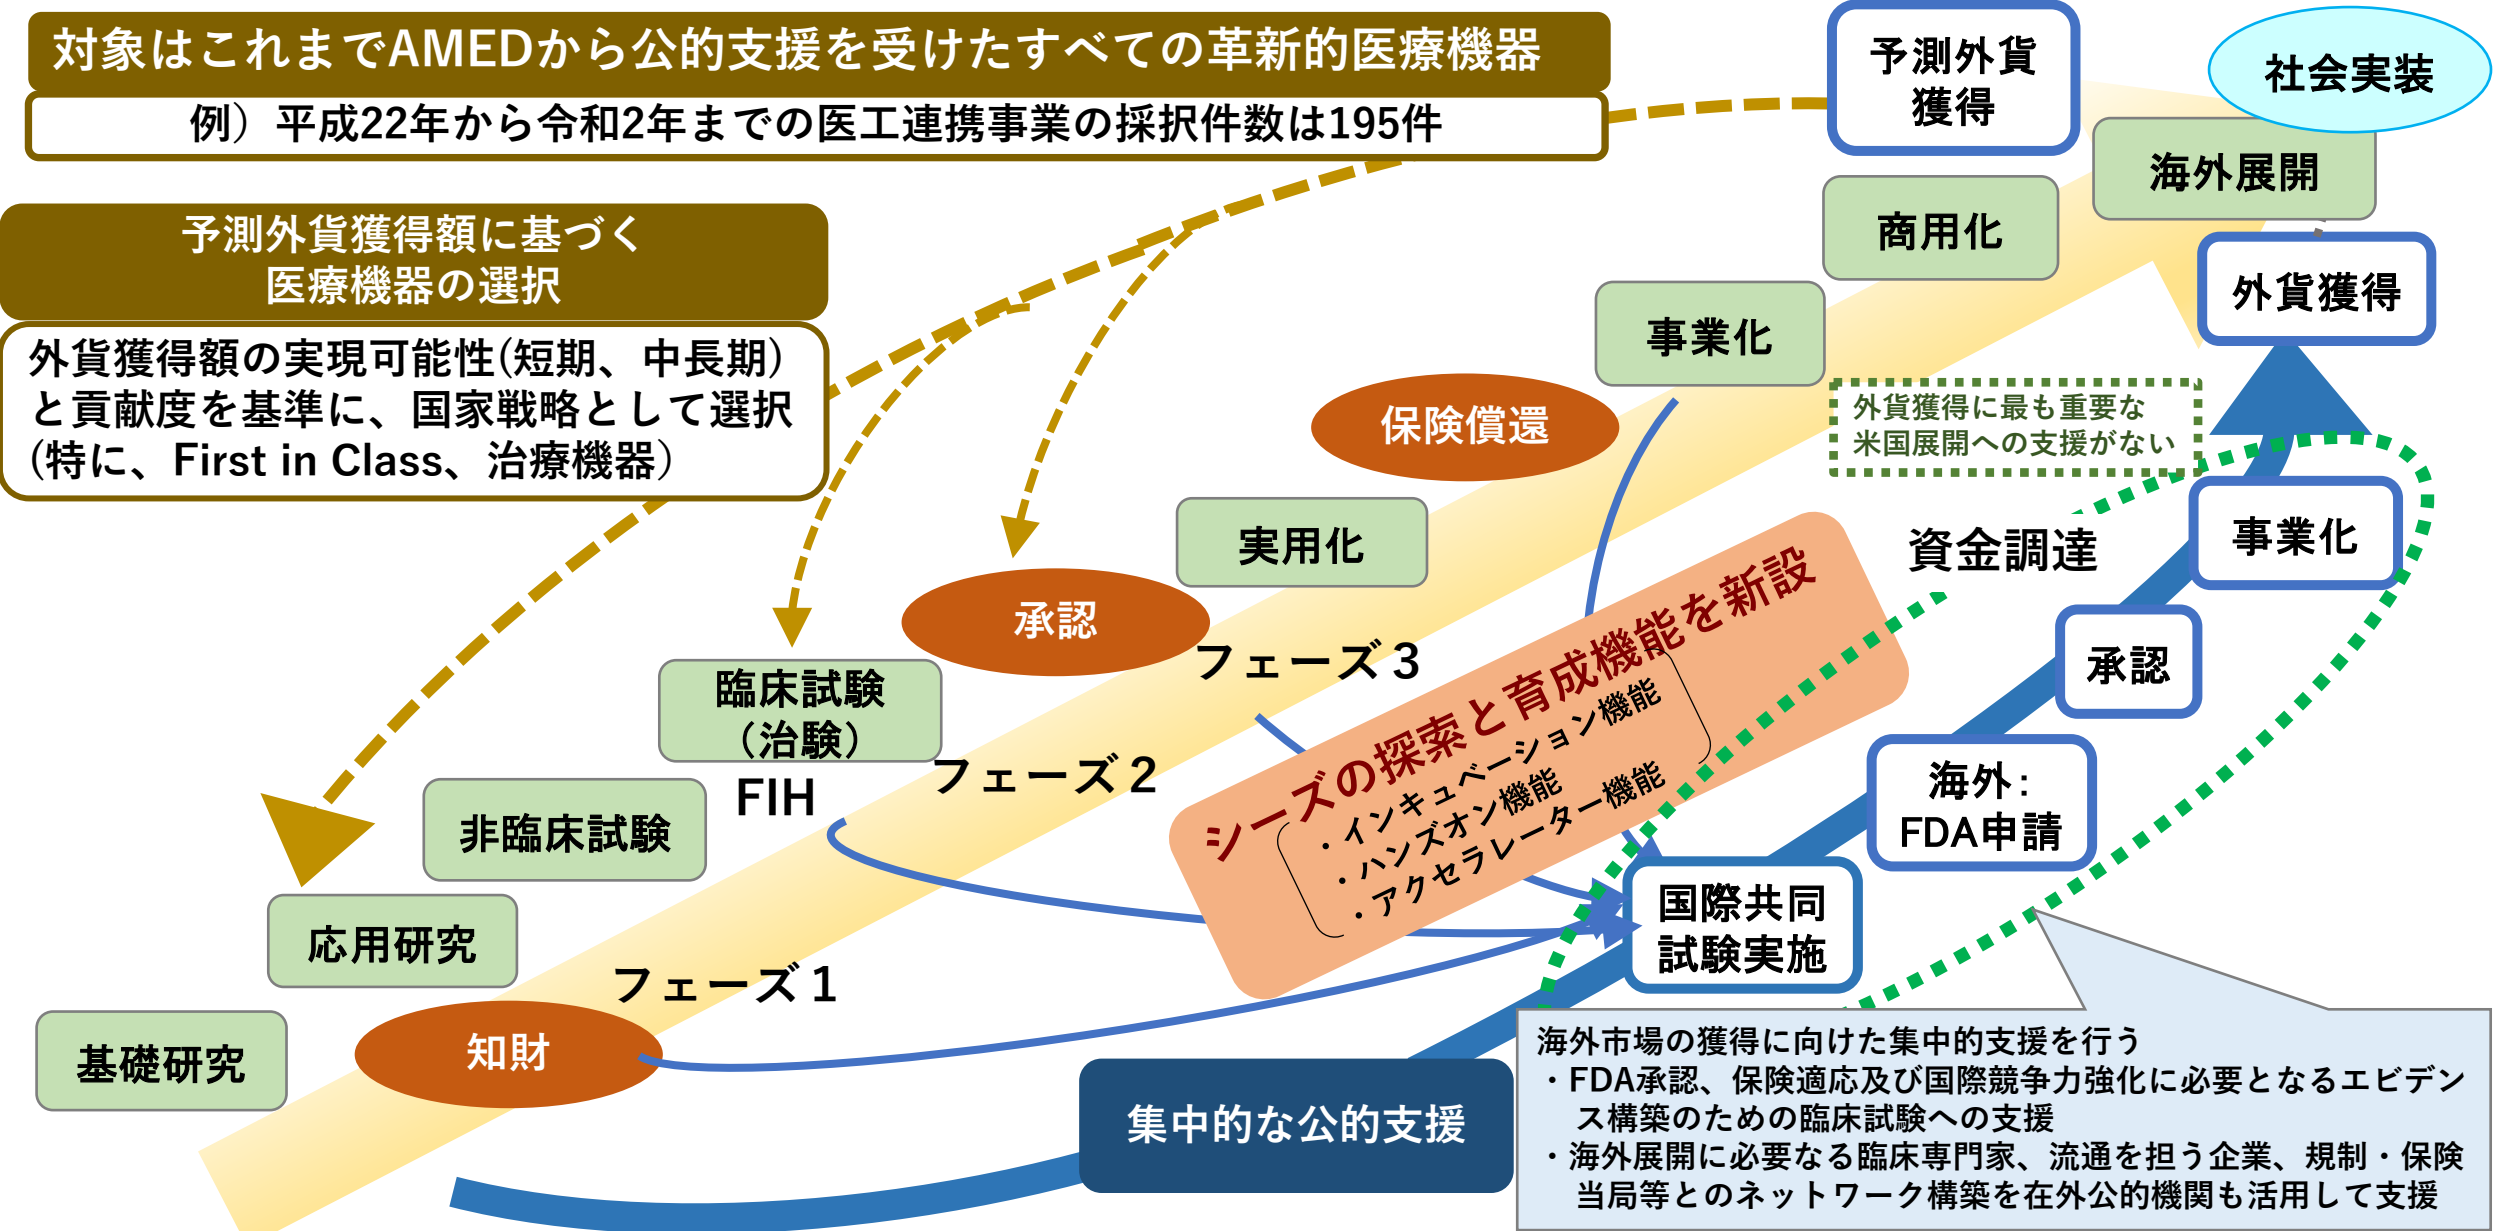 対象はこれまでAMEDから公的支援を受けたすべての革新的医療機器
例）平成22年から令和2年までの医工連携事業の採択件数は195件
予測外貨
獲得
社会実装
海外展開
商用化
予測外貨獲得額に基づく
医療機器の選択
外貨獲得額の実現可能性(短期、中長期)
と貢献度を基準に、国家戦略として選択
(特に、First in Class、治療機器)
外貨獲得
事業化
保険償還
外貨獲得に最も重要な
米国展開への支援がない
実用化
資金調達
事業化
承認
フェーズ３
承認
臨床試験
（治験）
FIH
フェーズ２
シーズの探索と育成機能を新設
・インキュベーション機能
・ハンズオン機能
・アクセラレーター機能
海外：
FDA申請
非臨床試験
国際共同
試験実施
応用研究
フェーズ１
知財
基礎研究
集中的な公的支援
海外市場の獲得に向けた集中的支援を行う
・FDA承認、保険適応及び国際競争力強化に必要となるエビデン
ス構築のための臨床試験への支援
・海外展開に必要なる臨床専門家、流通を担う企業、規制・保険
当局等とのネットワーク構築を在外公的機関も活用して支援